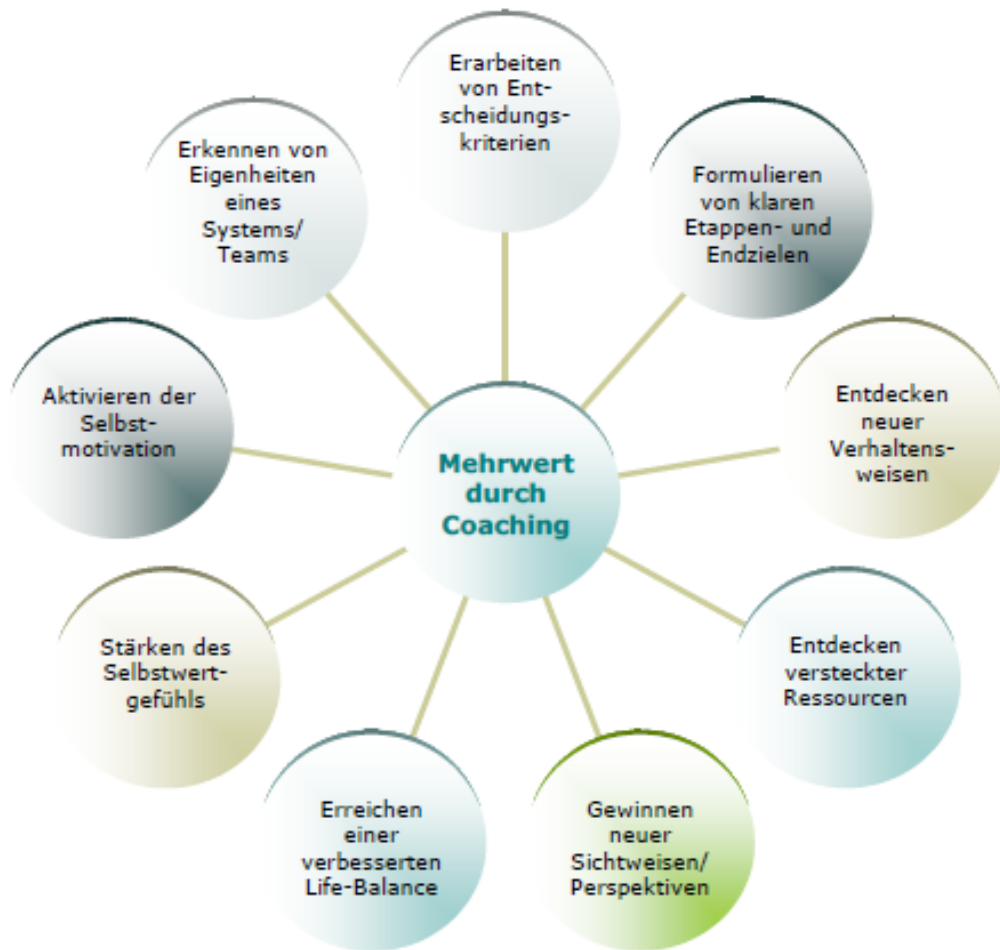 Erarbeiten
von Ent-
scheidungs-
kriterien
Formulieren
von klaren
Etappen- und
Endzielen
Entdecken
neuer
Verhaltens-
weisen
Entdecken
versteckter
Ressourcen
Gewinnen
neuer
Sichtweisen/
Perspektiven
Erreichen
einer
verbesserten
Life-Balance
Stärken des
Selbstwert-
gefühls
Aktivieren der
Selbst-
motivation
Erkennen von
Eigenheiten
eines
Systems/
Teams
Mehrwert
durch
Coaching